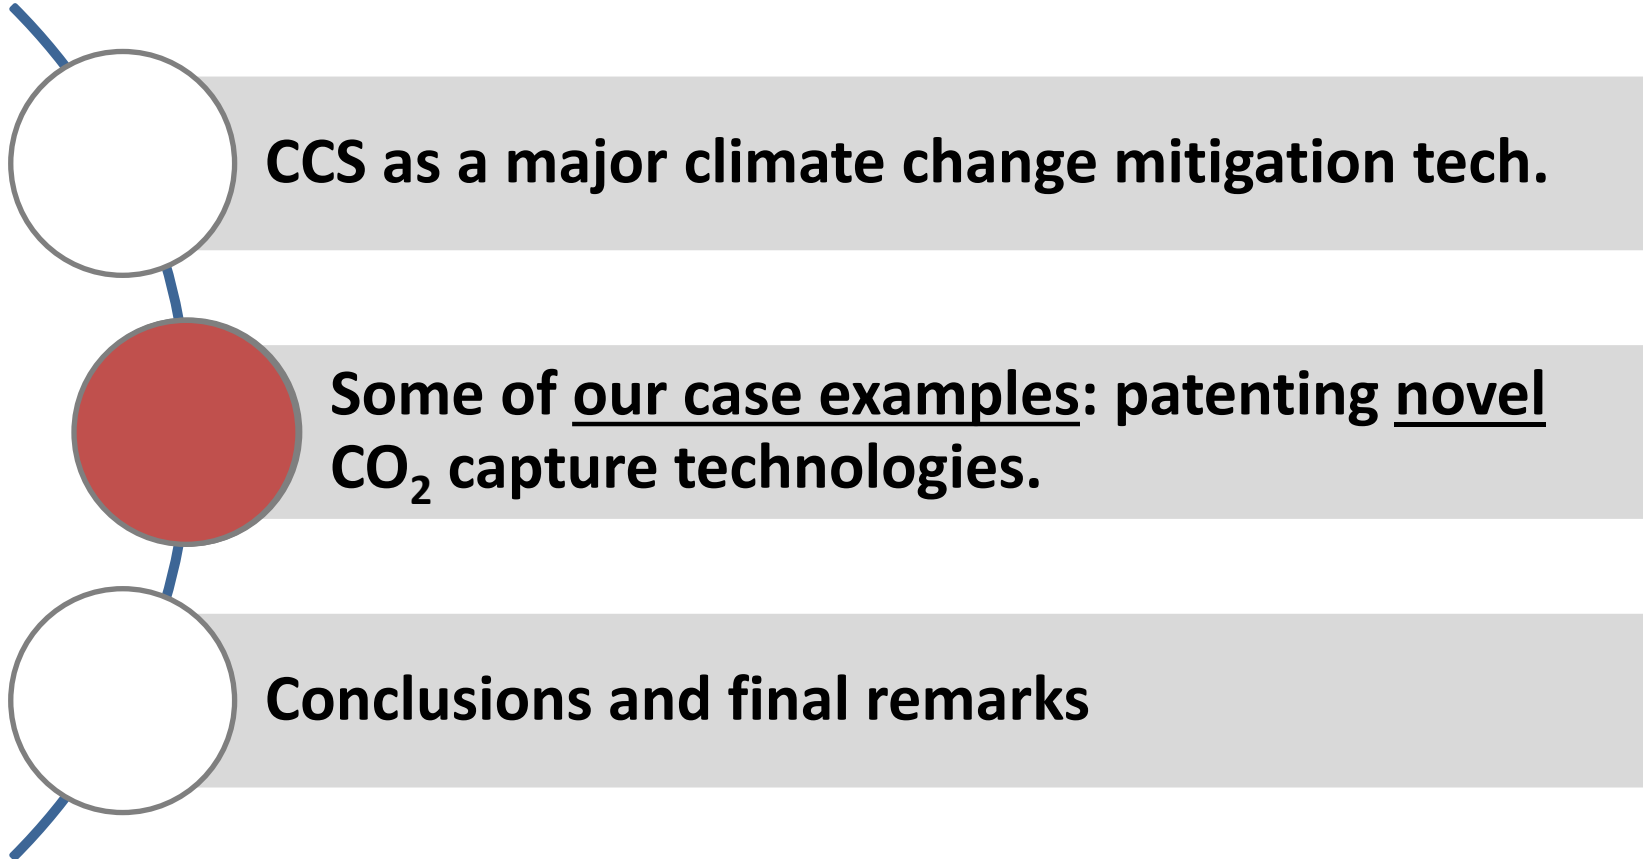 CCS as a major climate change mitigation tech.
Some of our case examples: patenting novel
CO₂ capture technologies.
Conclusions and final remarks